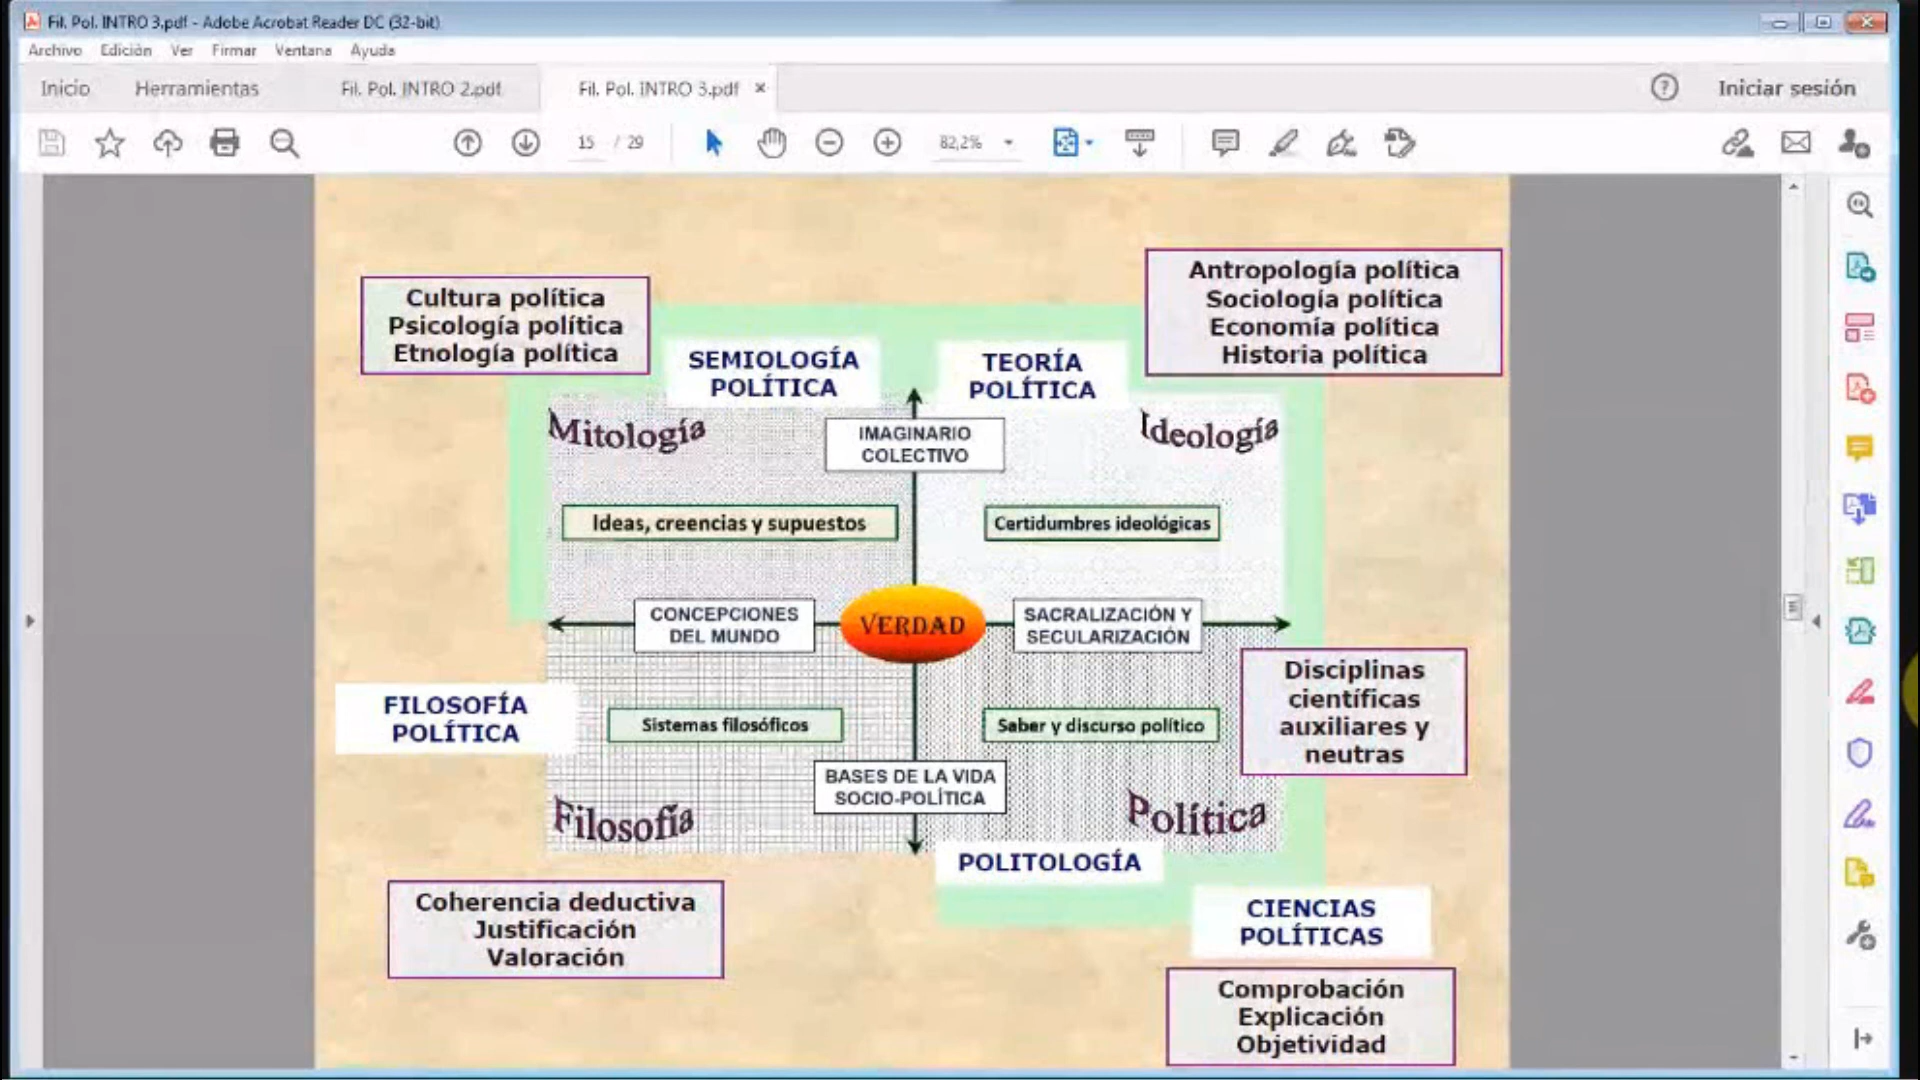 Fil. Pol. INTRO 3.pdf - Adobe Acrobat Reader DC (32-bit)
Archivo Edición Ver Firmar Ventana Ayuda
Inicio Herramientas Fil. Pol. INTRO 2.pdf Fil. Pol. INTRO 3.pdf × Iniciar sesión
15 / 29 82,2%
Cultura política
Psicología política
Etnología política
Antropología política
Sociología política
Economía política
Historia política
SEMIOLOGÍA
POLÍTICA
TEORÍA
POLÍTICA
Mitología
IMAGINARIO
COLECTIVO
Ideología
Ideas, creencias y supuestos
Certidumbres ideológicas
CONCEPCIONES
DEL MUNDO
VERDAD
SACRALIZACIÓN Y
SECULARIZACIÓN
FILOSOFÍA
POLÍTICA
Sistemas filosóficos
Saber y discurso político
Disciplinas
científicas
auxiliares y
neutras
BASES DE LA VIDA
SOCIO-POLÍTICA
Filosofía
Política
POLITOLOGÍA
Coherencia deductiva
Justificación
Valoración
CIENCIAS
POLÍTICAS
Comprobación
Explicación
Objetividad